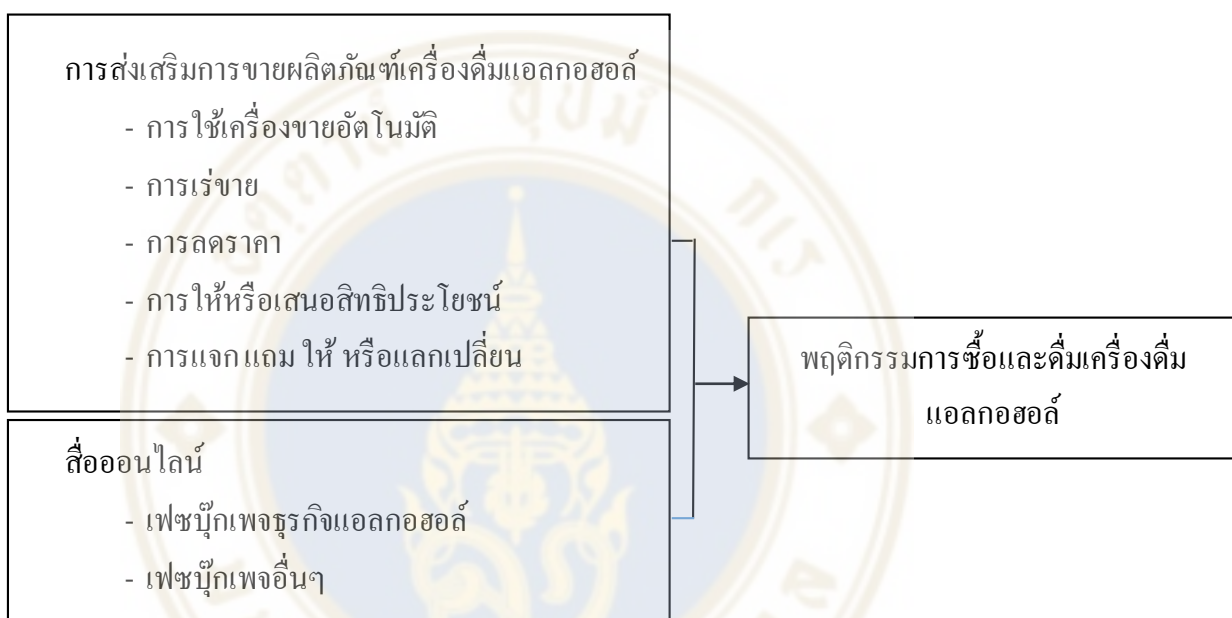 การส่งเสริมการขายผลิตภัณฑ์เครื่องดื่มแอลกอฮอล์
- การใช้เครื่องขายอัตโนมัติ
- การเร่ขาย
- การลดราคา
- การให้หรือเสนอสิทธิประโยชน์
- การแจก แถม ให้ หรือแลกเปลี่ยน
พฤติกรรมการซื้อและดื่มเครื่องดื่ม
แอลกอฮอล์
สื่อออนไลน์
- เฟซบุ๊กเพจธุรกิจแอลกอฮอล์
- เฟซบุ๊กเพจอื่นๆ